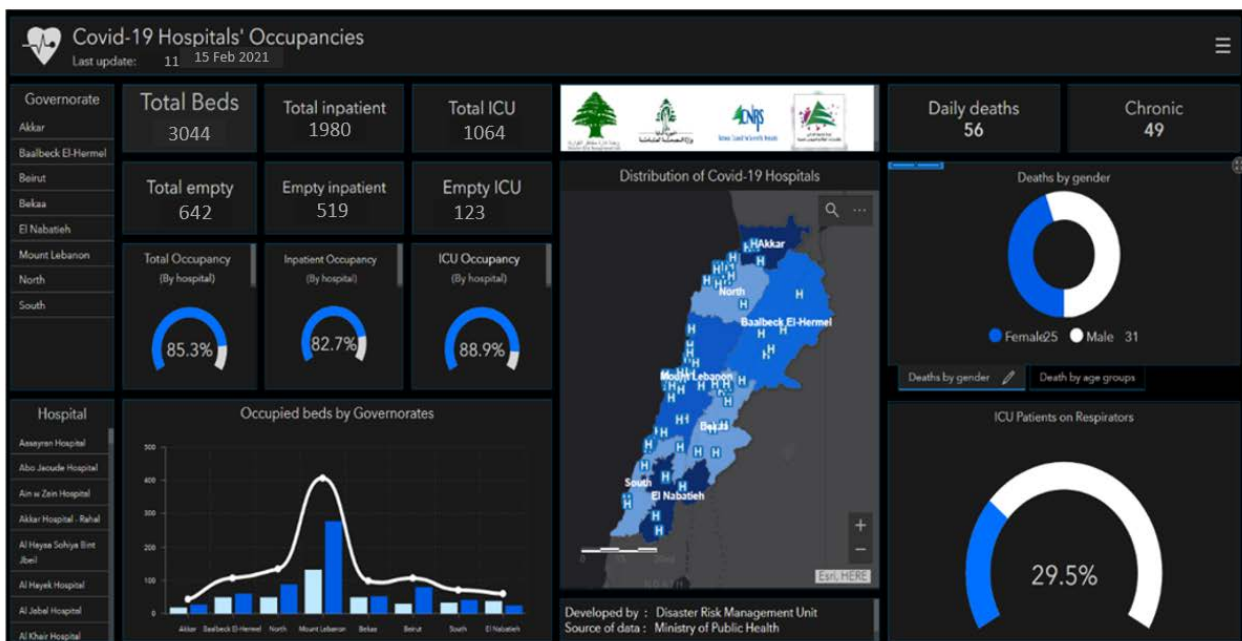 Covid-19 Hospitals' Occupancies
Last update: 11 15 Feb 2021
Governorate
Akkar
Baalbeck El-Hermel
Beirut
Bekaa
El Nabatieh
Mount Lebanon
North
South
Total Beds
3044
Total inpatient
1980
Total ICU
1064
Total empty
642
Empty inpatient
519
Empty ICU
123
Total Occupancy
(By hospital)
85.3%
Inpatient Occupancy
(By hospital)
82.7%
ICU Occupancy
(By hospital)
88.9%
CNRS
Daily deaths
56
Chronic
49
Distribution of Covid-19 Hospitals
Akkar
North
Baalbeck El-Hermel
Mount Lebanon
Bekaa
South
El Nabatieh
Esri, HERE
Developed by : Disaster Risk Management Unit
Source of data : Ministry of Public Health
Deaths by gender
Female25 Male 31
Deaths by gender
Death by age groups
ICU Patients on Respirators
29.5%
Hospital
Assayran Hospital
Abo Jaoude Hospital
Ain w Zein Hospital
Akkar Hospital - Rahal
Al Hayaa Sohiya Bint
Jbeil
Al Hayek Hospital
Al Jabal Hospital
Al Khair Hospital
Occupied beds by Governorates
500
400
300
200
100
0
Akkar Baalbeck El-Hermel North Mount Lebanon Bekaa Beirut South El Nabatieh